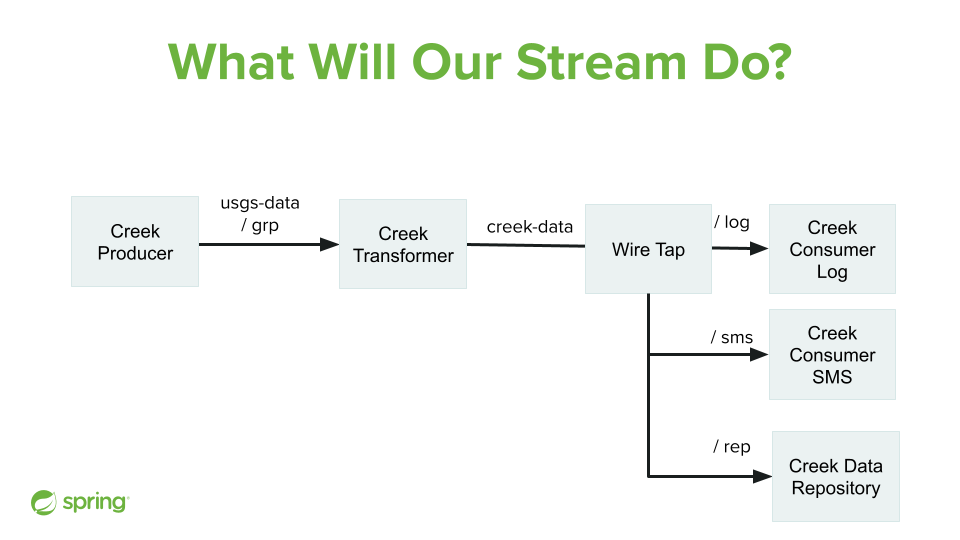 What Will Our Stream Do?
usgs-data
/ grp
Creek
Producer
Creek
Transformer
creek-data
Wire Tap
/ log
Creek
Consumer
Log
/ sms
Creek
Consumer
SMS
/ rep
Creek Data
Repository
spring